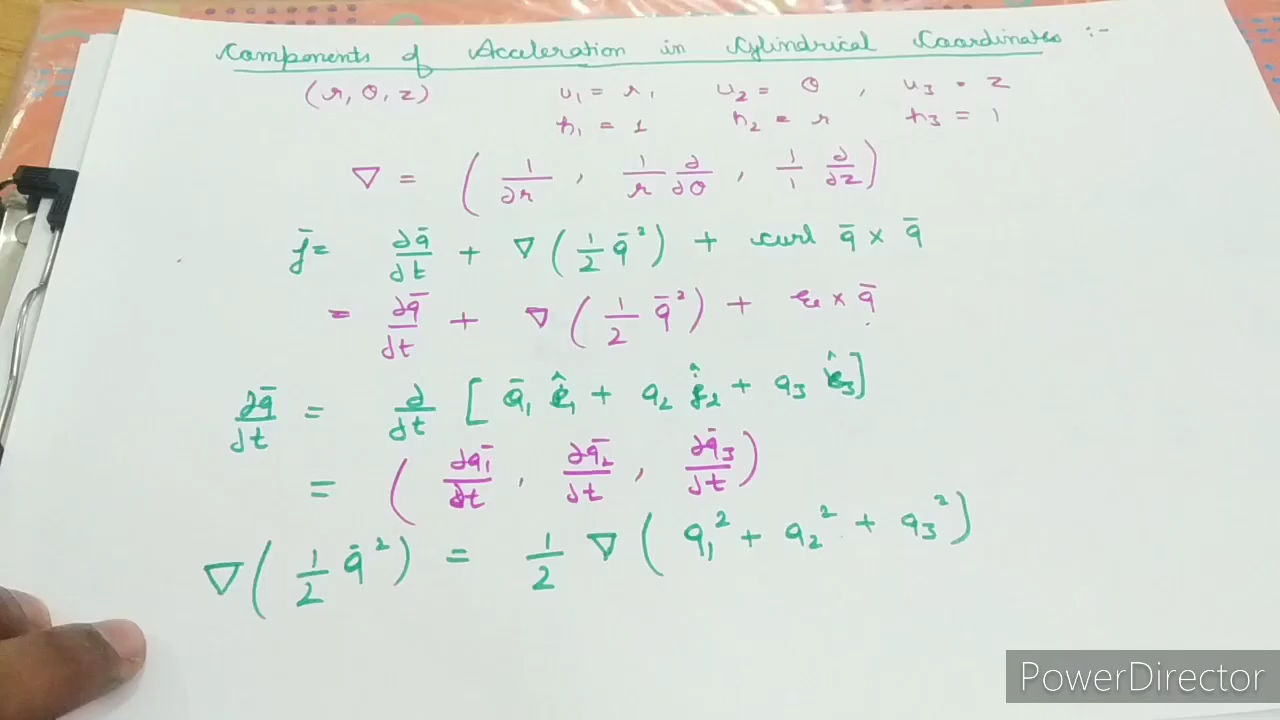 Components of Acceleration in Cylindrical Coordinates :-
(r, θ, z) u₁ = r, u₂ = θ, u₃ = z
h₁ = 1 h₂ = r h₃ = 1
∇ = (1/∂r, 1/r ∂/∂θ, 1/1 ∂/∂z)
f̄ = ∂q̄/∂t + ∇(1/2 q̄²) + curl q̄ × q̄
= ∂q̄/∂t + ∇(1/2 q̄²) + × q̄
∂q̄/∂t = ∂/∂t [q̄₁ ê₁ + q₂ ê₂ + q₃ ê₃]
= (∂q̄₁/∂t, ∂q̄₂/∂t, ∂q̄₃/∂t)
∇(1/2 q̄²) = 1/2 ∇(q₁² + q₂² + q₃²)
PowerDirector